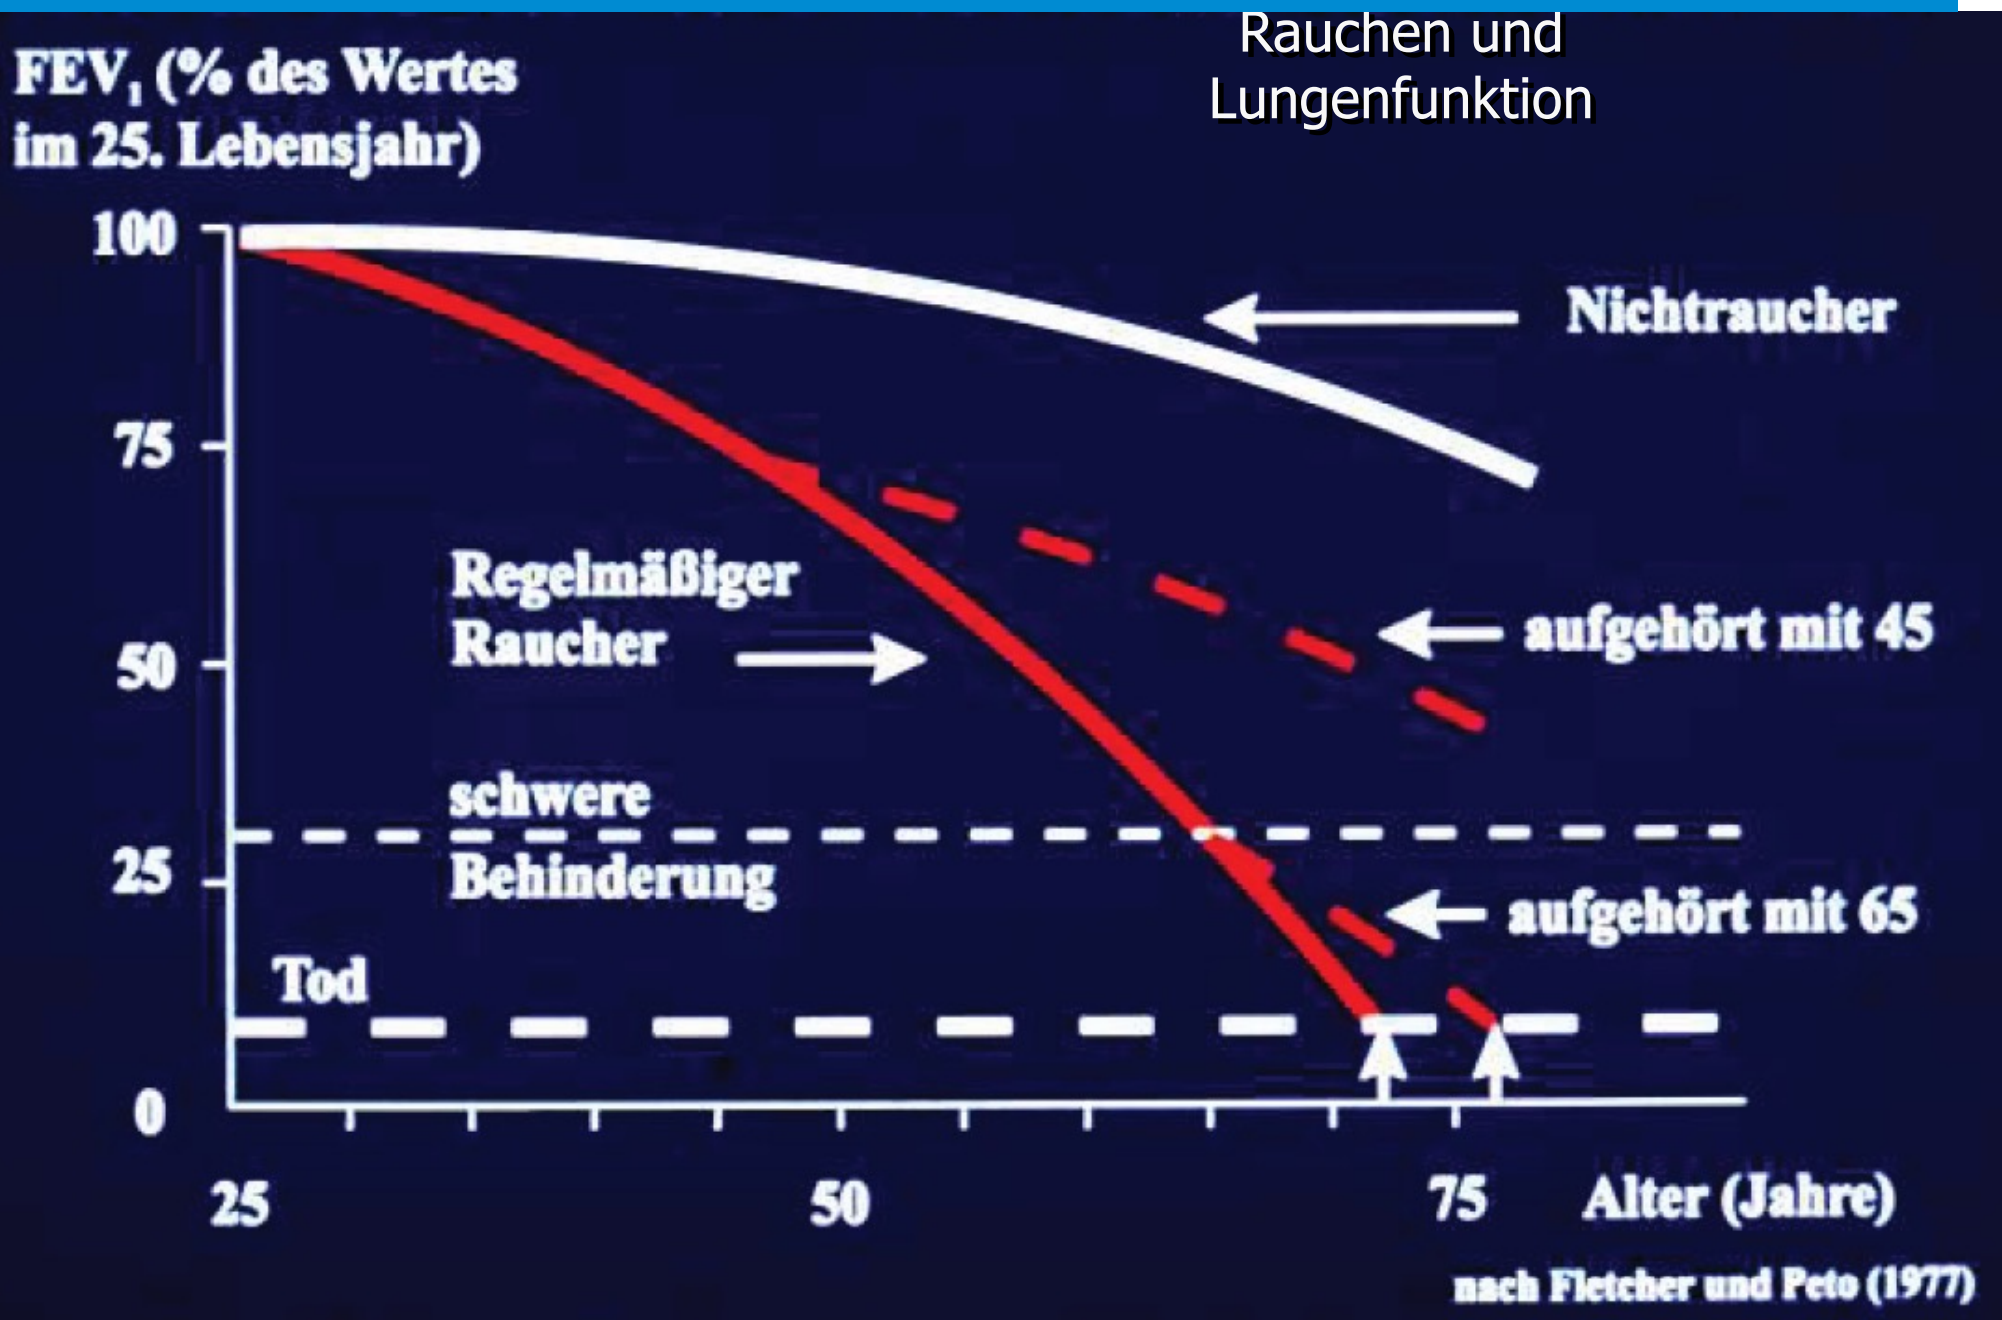 Rauchen und
Lungenfunktion
FEV₁ (% des Wertes
im 25. Lebensjahr)
100
75
50
25
0
Nichtraucher
Regelmäßiger
Raucher
aufgehört mit 45
schwere
Behinderung
aufgehört mit 65
Tod
25 50 75 Alter (Jahre)
nach Fletcher und Peto (1977)